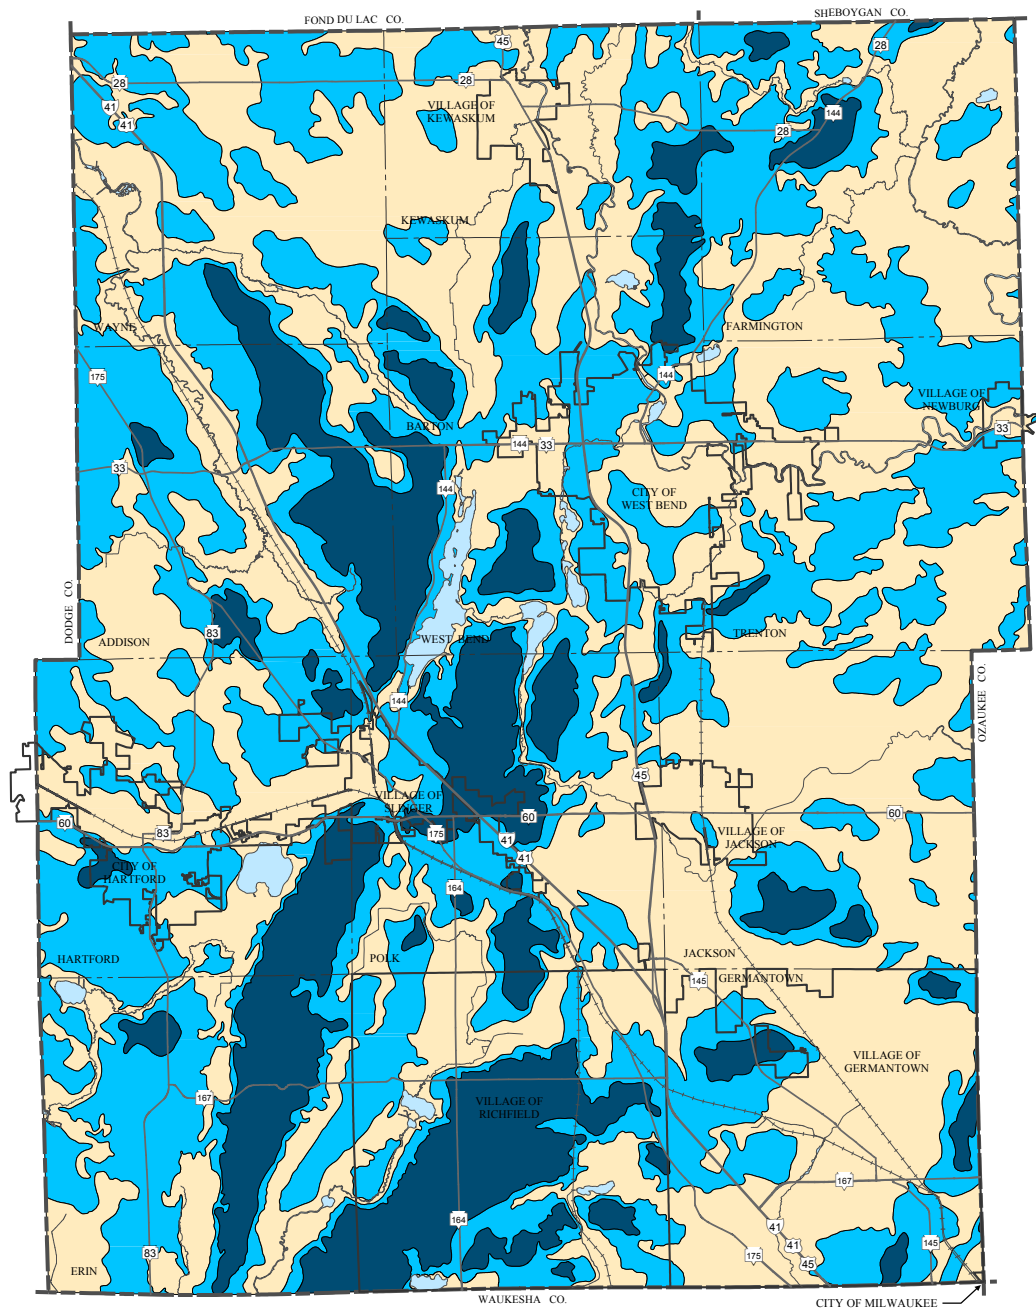 FOND DU LAC CO.
SHEBOYGAN CO.
45
28
28
28
41
41
VILLAGE OF
KEWASKUM
144
28
KEWASKUM
WAYNE
FARMINGTON
175
144
VILLAGE OF
NEWBURG
BARTON
144
33
33
33
144
CITY OF
WEST BEND
DODGE CO.
83
ADDISON
WEST BEND
TRENTON
OZAUKEE CO.
144
45
VILLAGE OF
SLINGER
60
83
175
60
60
41
41
VILLAGE OF
JACKSON
CITY OF
HARTFORD
164
HARTFORD
POLK
JACKSON
GERMANTOWN
145
VILLAGE OF
GERMANTOWN
167
VILLAGE OF
RICHFIELD
167
164
41
41
45
175
145
83
ERIN
WAUKESHA CO.
CITY OF MILWAUKEE